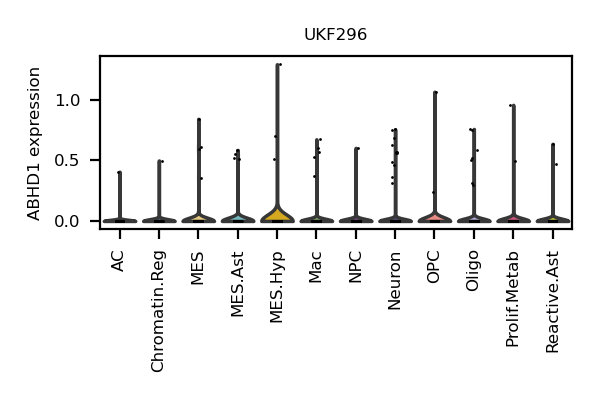 UKF296
ABHD1 expression
1.0
0.5
0.0
AC
Chromatin.Reg
MES
MES.Ast
MES.Hyp
Mac
NPC
Neuron
OPC
Oligo
Prolif.Metab
Reactive.Ast